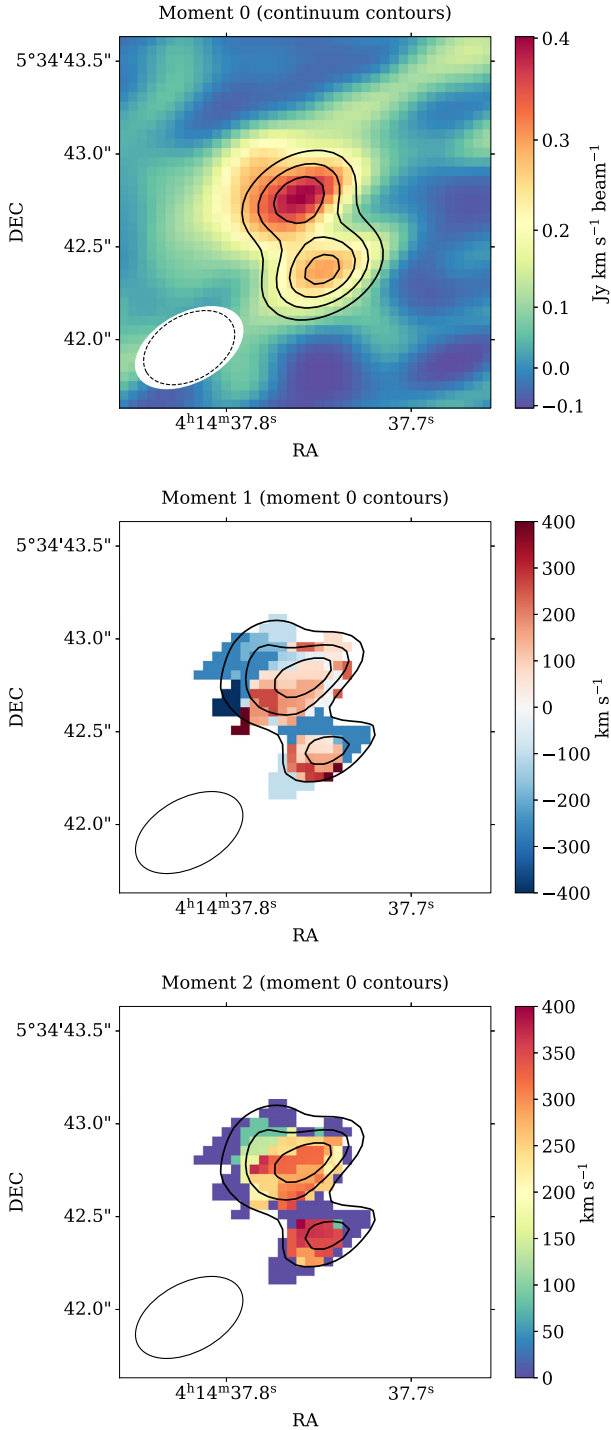 Moment 0 (continuum contours)
5°34'43.5"
43.0"
42.5"
42.0"
DEC
4ʰ14ᵐ37.8ˢ
37.7ˢ
RA
0.4
0.3
0.2
0.1
0.0
−0.1
Jy km s⁻¹ beam⁻¹
Moment 1 (moment 0 contours)
5°34'43.5"
43.0"
42.5"
42.0"
DEC
4ʰ14ᵐ37.8ˢ
37.7ˢ
RA
400
300
200
100
0
−100
−200
−300
−400
km s⁻¹
Moment 2 (moment 0 contours)
5°34'43.5"
43.0"
42.5"
42.0"
DEC
4ʰ14ᵐ37.8ˢ
37.7ˢ
RA
400
350
300
250
200
150
100
50
0
km s⁻¹